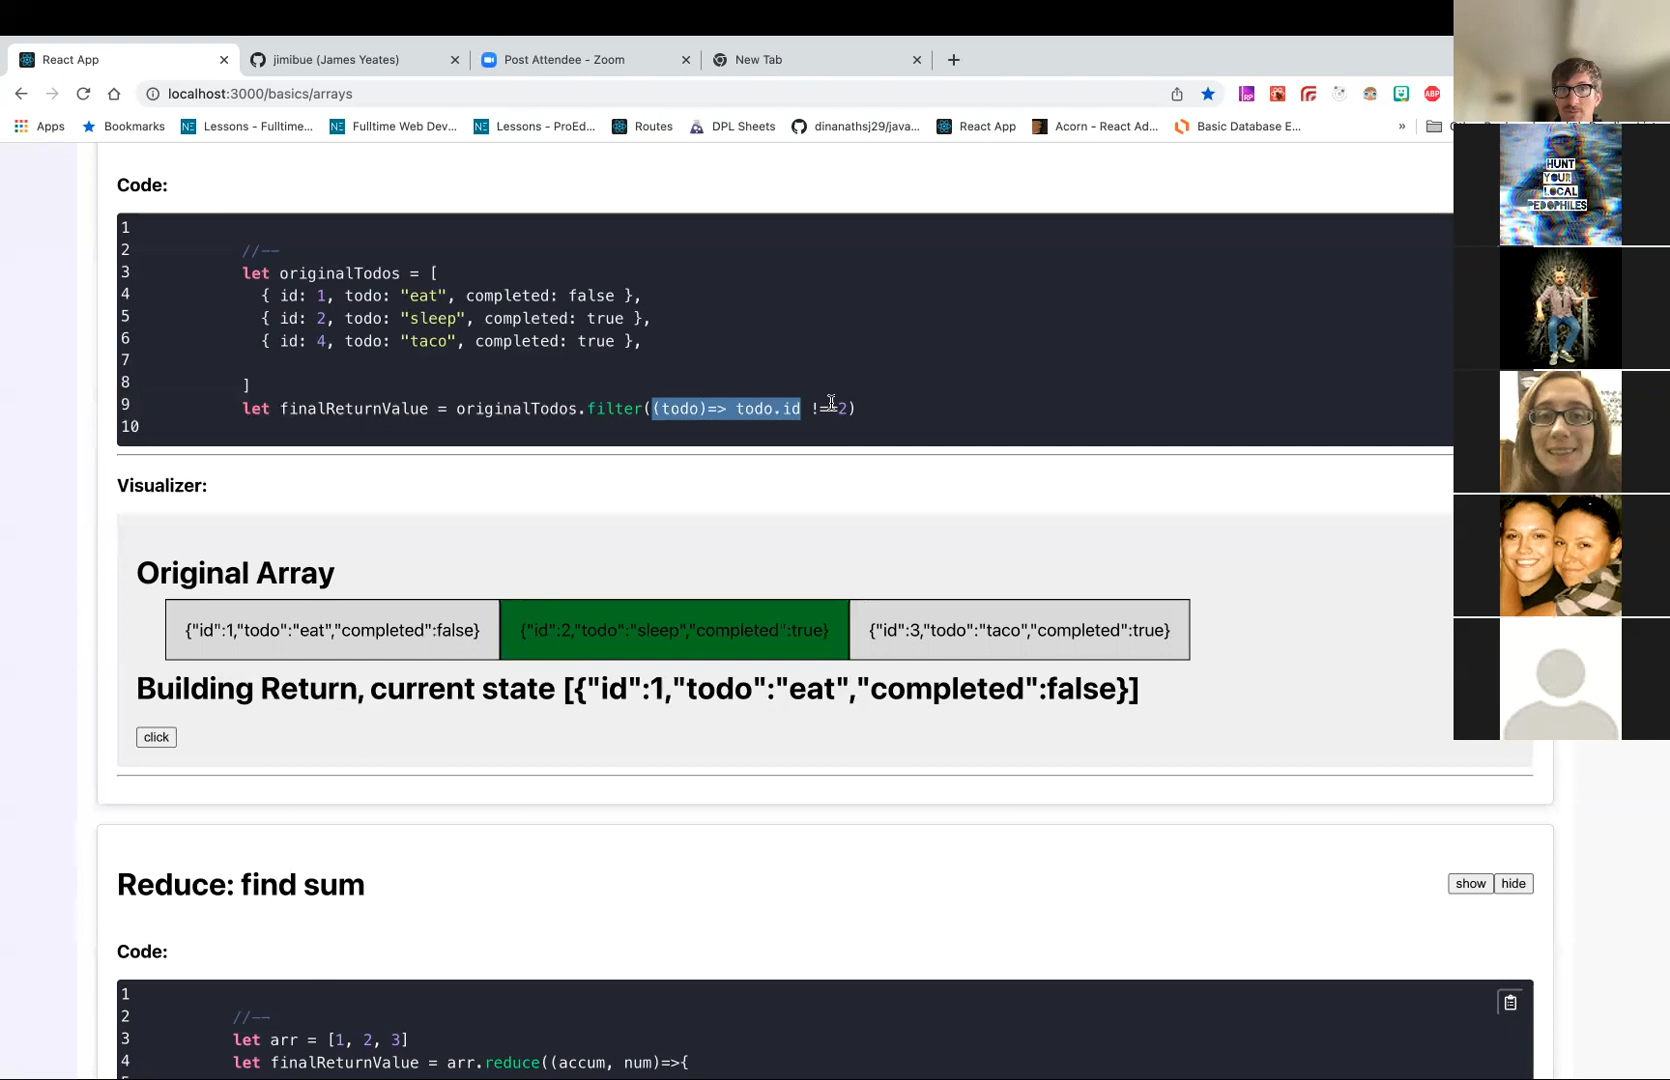 React App
jimibue (James Yeates)
Post Attendee - Zoom
New Tab
localhost:3000/basics/arrays
ABP
Apps
Bookmarks
Lessons - Fulltime...
Fulltime Web Dev...
Lessons - ProEd...
Routes
DPL Sheets
dinanathsj29/java...
React App
Acorn - React Ad...
Basic Database E...
»
HUNT
YOUR
LOCAL
PEDOPHILES
Code:
1
2 //--
3 let originalTodos = [
4 { id: 1, todo: "eat", completed: false },
5 { id: 2, todo: "sleep", completed: true },
6 { id: 4, todo: "taco", completed: true },
7
8 ]
9 let finalReturnValue = originalTodos.filter((todo)=> todo.id !==2)
10
Visualizer:
Original Array
{"id":1,"todo":"eat","completed":false} {"id":2,"todo":"sleep","completed":true} {"id":3,"todo":"taco","completed":true}
Building Return, current state [{"id":1,"todo":"eat","completed":false}]
click
Reduce: find sum
show hide
Code:
1
2 //--
3 let arr = [1, 2, 3]
4 let finalReturnValue = arr.reduce((accum, num)=>{